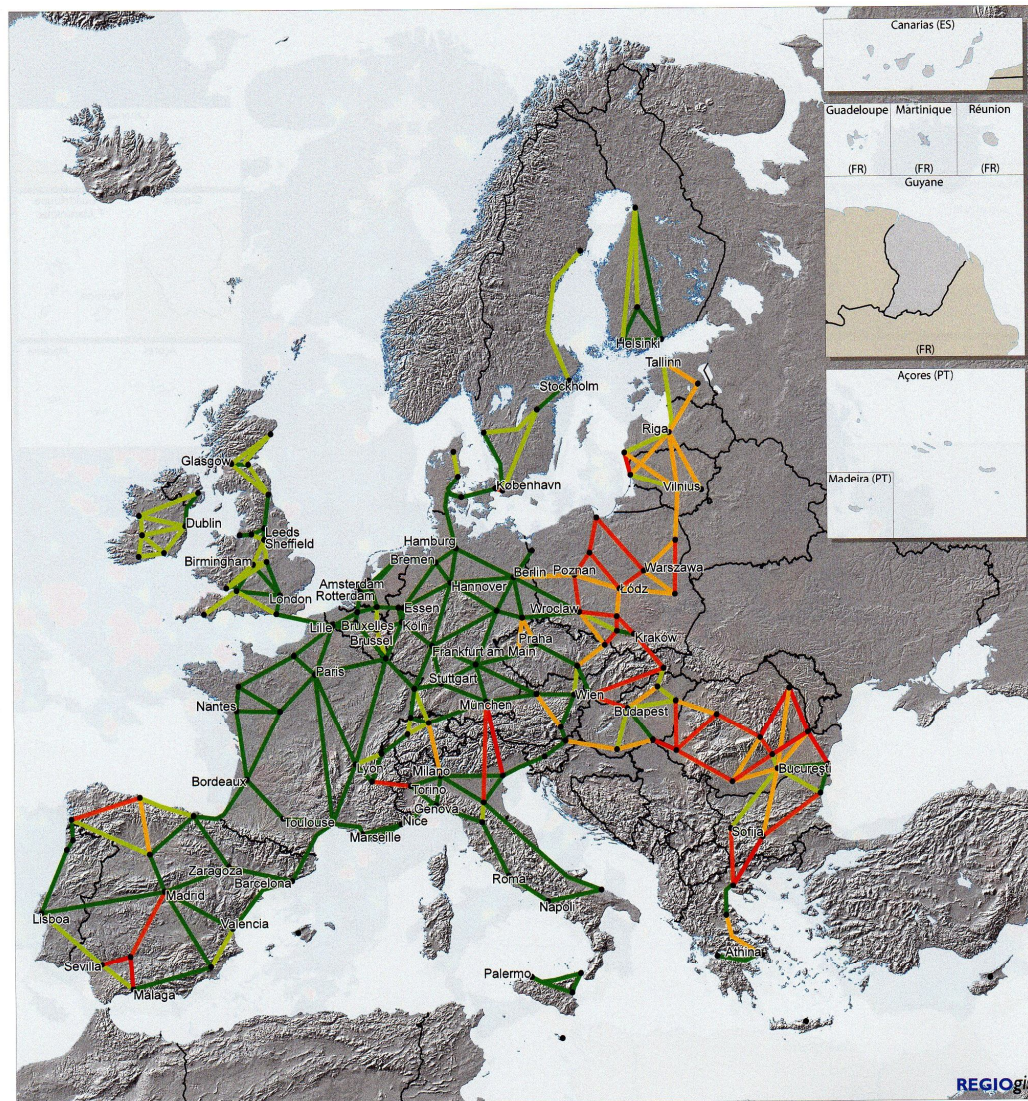 Canarias (ES)
Guadeloupe
(FR)
Martinique
(FR)
Réunion
(FR)
Guyane
(FR)
Açores (PT)
Madeira (PT)
Helsinki
Tallinn
Stockholm
Riga
Glasgow
København
Vilnius
Dublin
Leeds
Sheffield
Hamburg
Bremen
Birmingham
Amsterdam
Rotterdam
Berlin
Poznan
Warszawa
Hannover
Łódz
London
Essen
Wroclaw
Lille
Bruxelles
Brussel
Köln
Praha
Kraków
Frankfurt am Main
Paris
Stuttgart
Wien
München
Nantes
Budapest
Lyon
Milano
Bucureşti
Bordeaux
Torino
Genova
Toulouse
Nice
Marseille
Sofija
Zaragoza
Barcelona
Roma
Madrid
Napoli
Lisboa
Valencia
Athina
Sevilla
Palermo
Málaga
REGIOgis